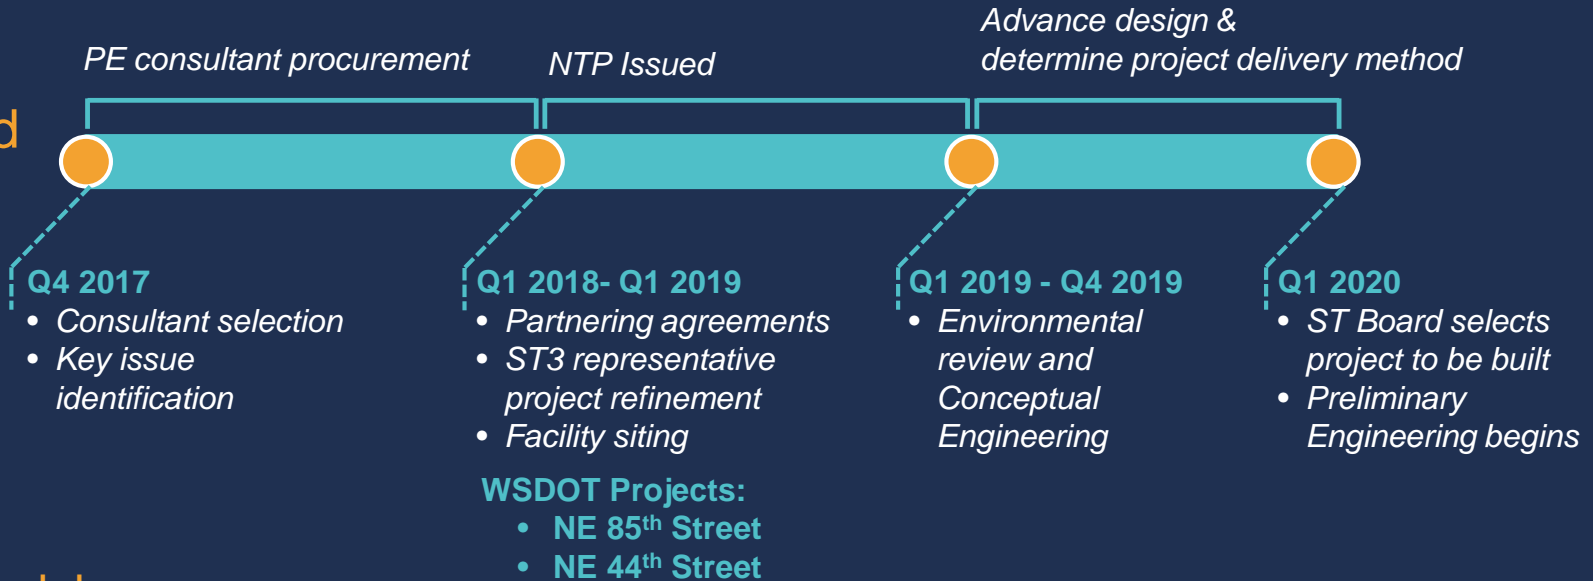 PE consultant procurement
NTP Issued
Advance design &
determine project delivery method
Q4 2017
• Consultant selection
• Key issue
identification
Q1 2018- Q1 2019
• Partnering agreements
• ST3 representative
project refinement
• Facility siting
WSDOT Projects:
• NE 85th Street
• NE 44th Street
Q1 2019 - Q4 2019
• Environmental
review and
Conceptual
Engineering
Q1 2020
• ST Board selects
project to be built
• Preliminary
Engineering begins